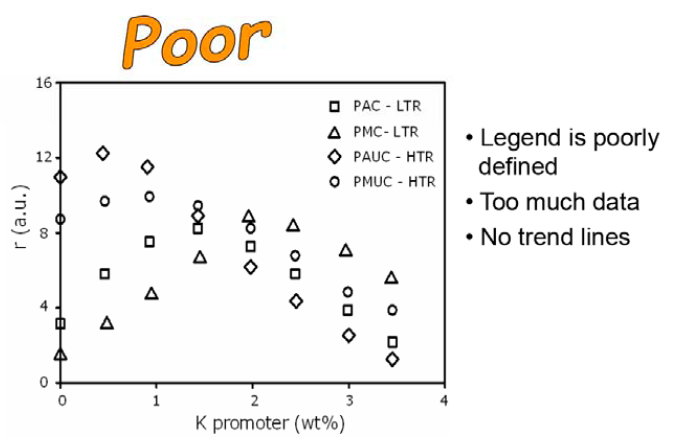 Poor
16
12
8
4
0
r (a.u.)
PAC - LTR
PMC- LTR
PAUC - HTR
PMUC - HTR
0 1 2 3 4
K promoter (wt%)
• Legend is poorly
defined
• Too much data
• No trend lines